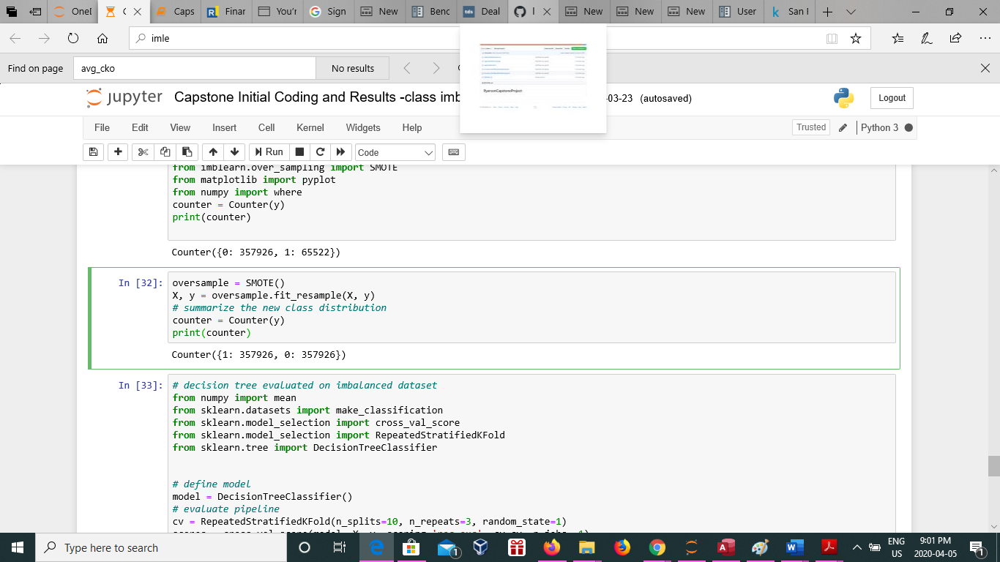 Onel
C
Caps
Finar
You'r
Sign
New
Benc
tds
Deal
I
New
New
New
User
k
San I
imle
Find on page
avg_cko
No results
RyersonCapstoneProject
jupyter
Capstone Initial Coding and Results -class imb
-03-23
(autosaved)
Logout
File
Edit
View
Insert
Cell
Kernel
Widgets
Help
Trusted
Python 3
Run
Code
from imblearn.over_sampling import SMOTE
from matplotlib import pyplot
from numpy import where
counter = Counter(y)
print(counter)
Counter({0: 357926, 1: 65522})
In [32]:
oversample = SMOTE()
X, y = oversample.fit_resample(X, y)
# summarize the new class distribution
counter = Counter(y)
print(counter)
Counter({1: 357926, 0: 357926})
In [33]:
# decision tree evaluated on imbalanced dataset
from numpy import mean
from sklearn.datasets import make_classification
from sklearn.model_selection import cross_val_score
from sklearn.model_selection import RepeatedStratifiedKFold
from sklearn.tree import DecisionTreeClassifier
# define model
model = DecisionTreeClassifier()
# evaluate pipeline
cv = RepeatedStratifiedKFold(n_splits=10, n_repeats=3, random_state=1)
Type here to search
1
ENG
US
9:01 PM
2020-04-05
1